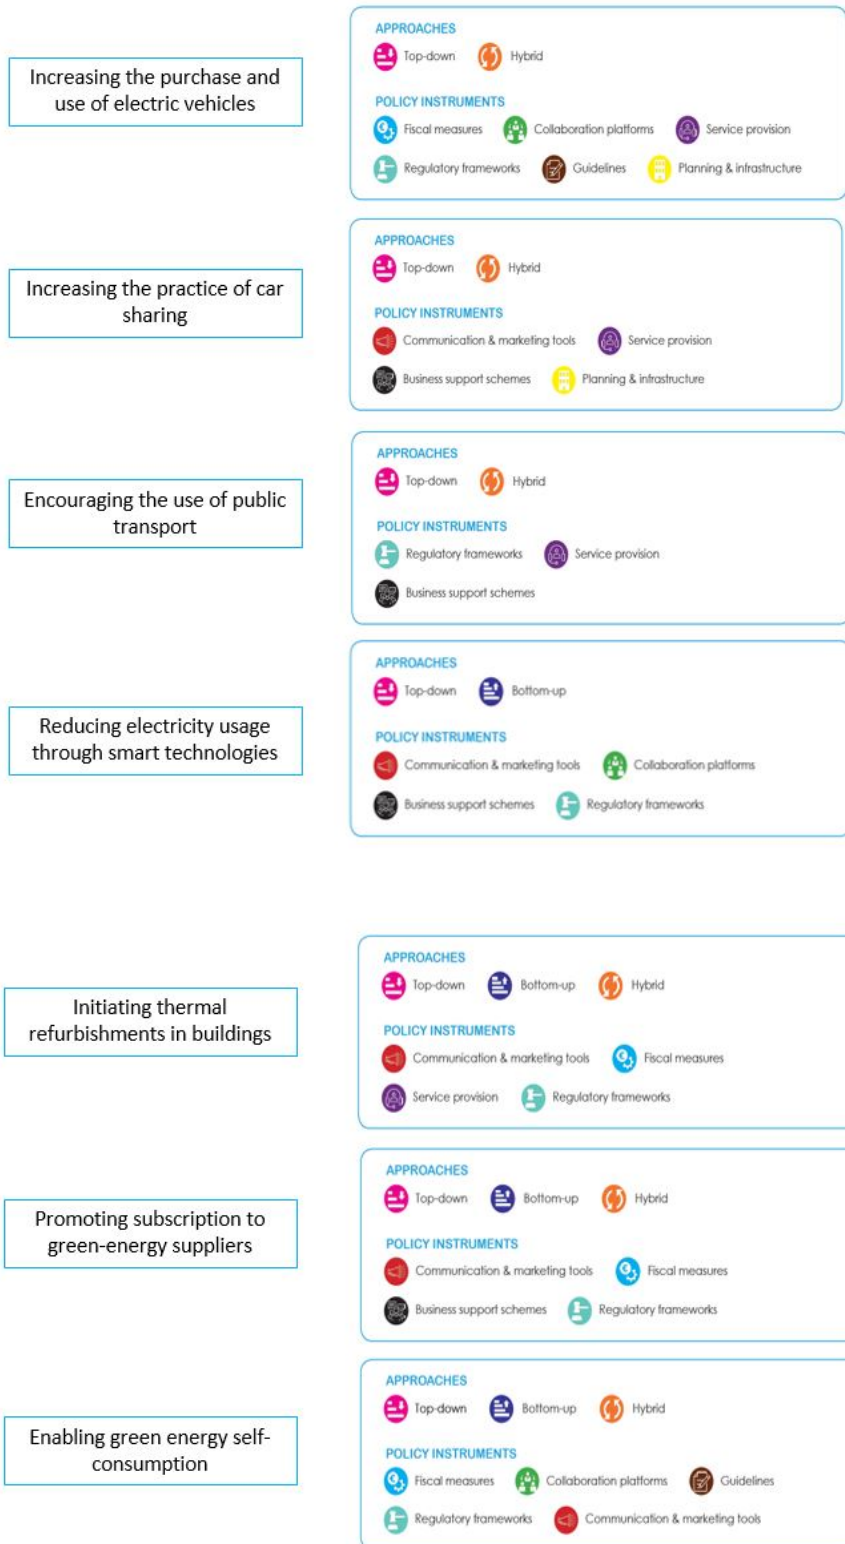 Increasing the purchase and
use of electric vehicles
APPROACHES
Top-down Hybrid
POLICY INSTRUMENTS
Fiscal measures Collaboration platforms Service provision
Regulatory frameworks Guidelines Planning & infrastructure
Increasing the practice of car
sharing
APPROACHES
Top-down Hybrid
POLICY INSTRUMENTS
Communication & marketing tools Service provision
Business support schemes Planning & infrastructure
Encouraging the use of public
transport
APPROACHES
Top-down Hybrid
POLICY INSTRUMENTS
Regulatory frameworks Service provision
Business support schemes
Reducing electricity usage
through smart technologies
APPROACHES
Top-down Bottom-up
POLICY INSTRUMENTS
Communication & marketing tools Collaboration platforms
Business support schemes Regulatory frameworks
Initiating thermal
refurbishments in buildings
APPROACHES
Top-down Bottom-up Hybrid
POLICY INSTRUMENTS
Communication & marketing tools Fiscal measures
Service provision Regulatory frameworks
Promoting subscription to
green-energy suppliers
APPROACHES
Top-down Bottom-up Hybrid
POLICY INSTRUMENTS
Communication & marketing tools Fiscal measures
Business support schemes Regulatory frameworks
Enabling green energy self-
consumption
APPROACHES
Top-down Bottom-up Hybrid
POLICY INSTRUMENTS
Fiscal measures Collaboration platforms Guidelines
Regulatory frameworks Communication & marketing tools